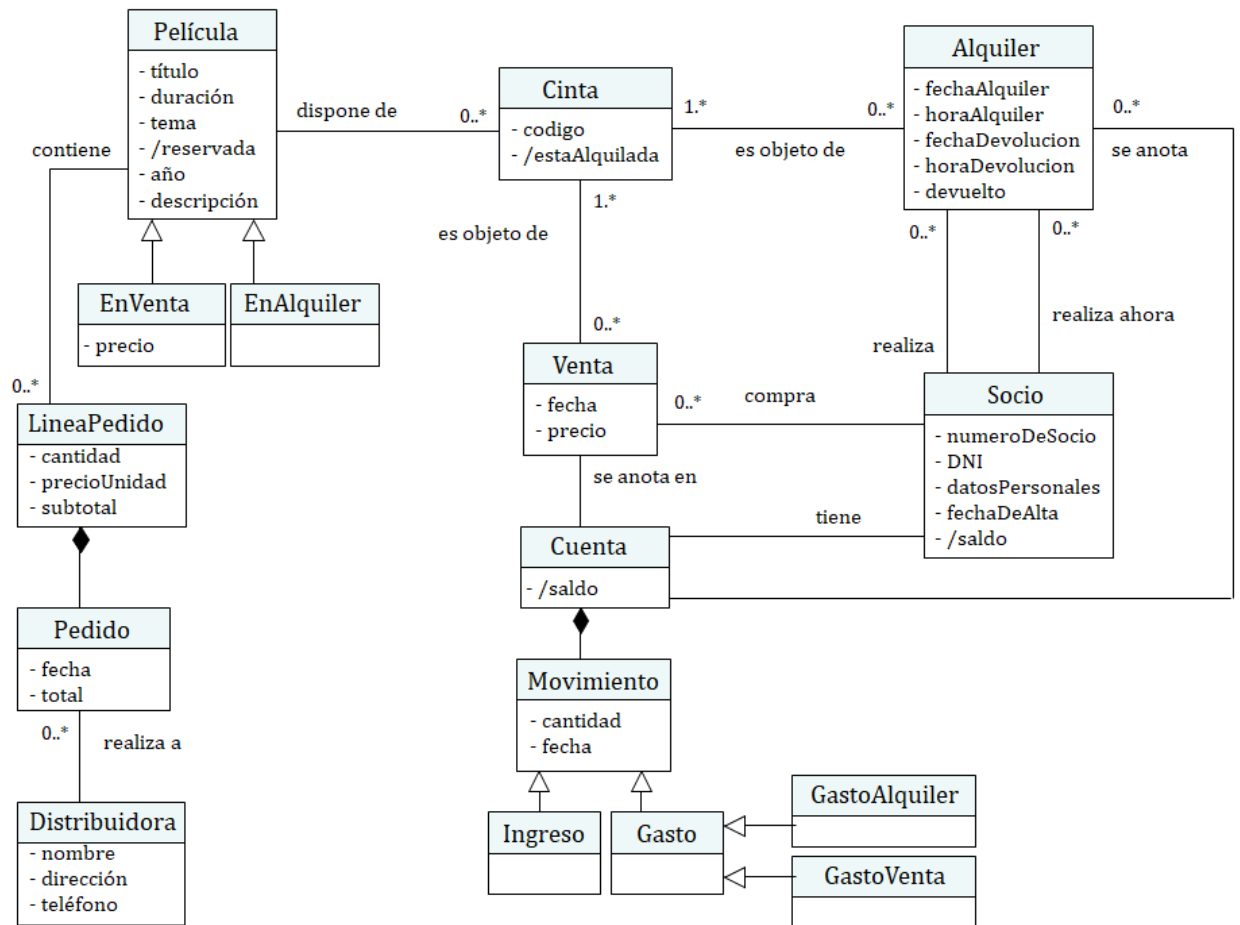 Película
- título
- duración
- tema
- /reservada
- año
- descripción
dispone de
0..*
Cinta
- codigo
- /estaAlquilada
1.*
0..*
es objeto de
Alquiler
- fechaAlquiler
- horaAlquiler
- fechaDevolucion
- horaDevolucion
- devuelto
0..*
se anota
contiene
1.*
es objeto de
0..*
0..*
EnVenta
- precio
EnAlquiler
0..*
realiza ahora
realiza
Venta
- fecha
- precio
0..*
compra
Socio
- numeroDeSocio
- DNI
- datosPersonales
- fechaDeAlta
- /saldo
0..*
LineaPedido
- cantidad
- precioUnidad
- subtotal
se anota en
tiene
Cuenta
- /saldo
Pedido
- fecha
- total
0..*
realiza a
Movimiento
- cantidad
- fecha
Distribuidora
- nombre
- dirección
- teléfono
Ingreso
Gasto
GastoAlquiler
GastoVenta